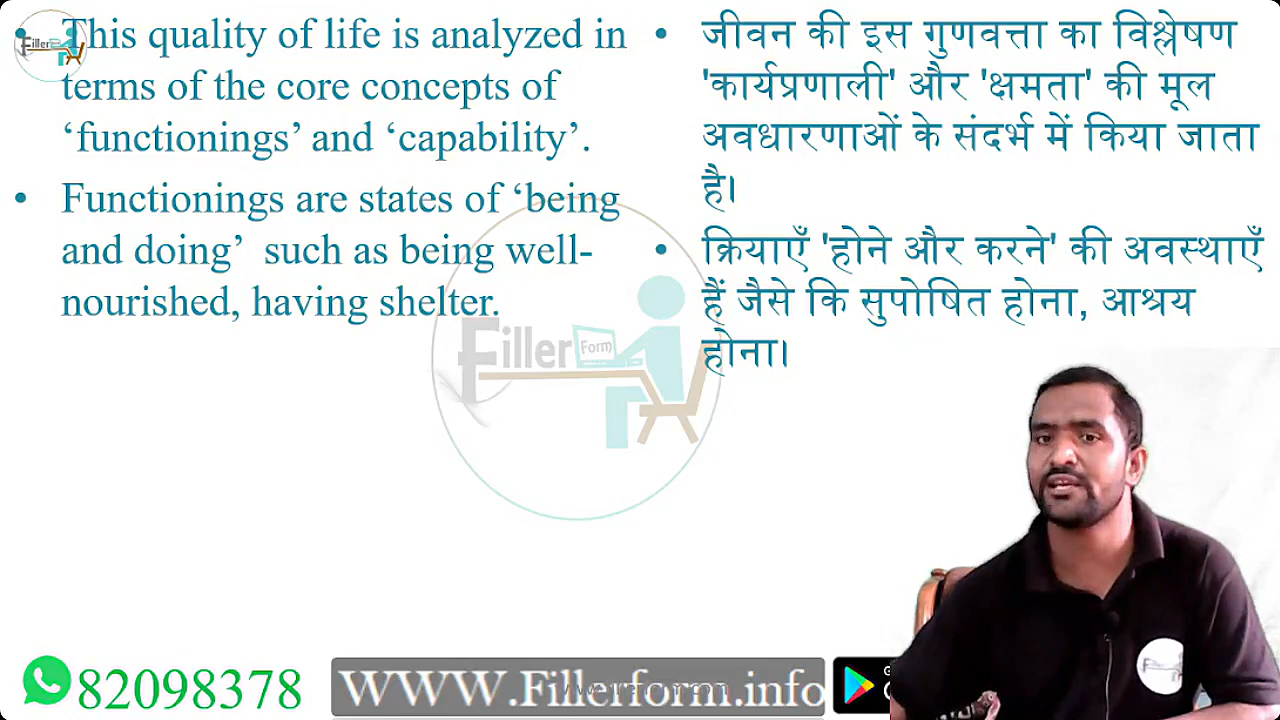 This quality of life is analyzed in
terms of the core concepts of
‘functionings’ and ‘capability’.
Functionings are states of ‘being
and doing’ such as being well-
nourished, having shelter.
जीवन की इस गुणवत्ता का विश्लेषण
'कार्यप्रणाली' और 'क्षमता' की मूल
अवधारणाओं के संदर्भ में किया जाता
है।
क्रियाएँ 'होने और करने' की अवस्थाएँ
हैं जैसे कि सुपोषित होना, आश्रय
होना।
Filler
Filler Form
82098378
WWW.Fillerform.info